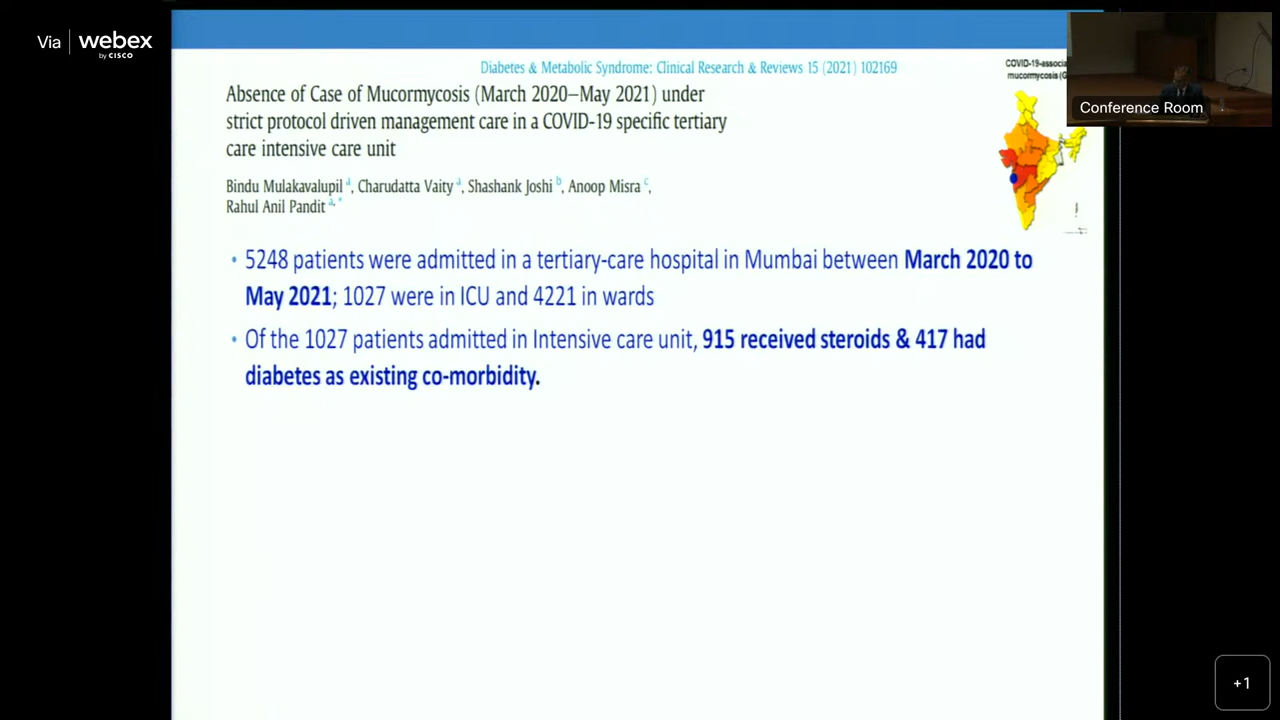 Via webex
by CISCO
Diabetes & Metabolic Syndrome: Clinical Research & Reviews 15 (2021) 102169
Absence of Case of Mucormycosis (March 2020–May 2021) under
strict protocol driven management care in a COVID-19 specific tertiary
care intensive care unit
Bindu Mulakavalupil a, Charudatta Vaity a, Shashank Joshi b, Anoop Misra c,
Rahul Anil Pandit a, *
COVID-19-associa
mucormycosis (G
Conference Room
• 5248 patients were admitted in a tertiary-care hospital in Mumbai between March 2020 to
May 2021; 1027 were in ICU and 4221 in wards
• Of the 1027 patients admitted in Intensive care unit, 915 received steroids & 417 had
diabetes as existing co-morbidity.
+1